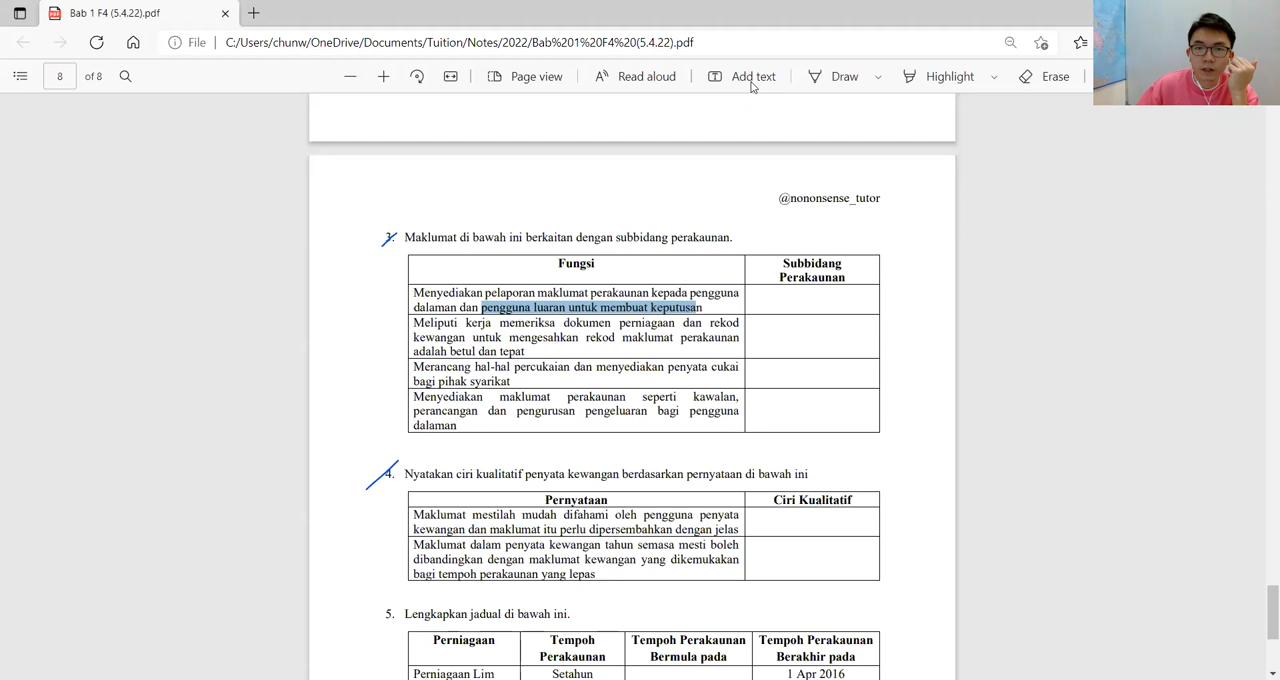 Bab 1 F4 (5.4.22).pdf
File
C:/Users/chunw/OneDrive/Documents/Tuition/Notes/2022/Bab%201%20F4%20(5.4.22).pdf
8 of 8
Page view
Read aloud
Add text
Draw
Highlight
Erase
@nononsense_tutor
3. Maklumat di bawah ini berkaitan dengan subbidang perakaunan.
Fungsi
Subbidang
Perakaunan
Menyediakan pelaporan maklumat perakaunan kepada pengguna
dalaman dan pengguna luaran untuk membuat keputusan
Meliputi kerja memeriksa dokumen perniagaan dan rekod
kewangan untuk mengesahkan rekod maklumat perakaunan
adalah betul dan tepat
Merancang hal-hal percukaian dan menyediakan penyata cukai
bagi pihak syarikat
Menyediakan maklumat perakaunan seperti kawalan,
perancangan dan pengurusan pengeluaran bagi pengguna
dalaman
4. Nyatakan ciri kualitatif penyata kewangan berdasarkan pernyataan di bawah ini
Pernyataan
Ciri Kualitatif
Maklumat mestilah mudah difahami oleh pengguna penyata
kewangan dan maklumat itu perlu dipersembahkan dengan jelas
Maklumat dalam penyata kewangan tahun semasa mesti boleh
dibandingkan dengan maklumat kewangan yang dikemukakan
bagi tempoh perakaunan yang lepas
5. Lengkapkan jadual di bawah ini.
Perniagaan
Tempoh
Perakaunan
Tempoh Perakaunan
Bermula pada
Tempoh Perakaunan
Berakhir pada
Perniagaan Lim
Setahun
1 Apr 2016